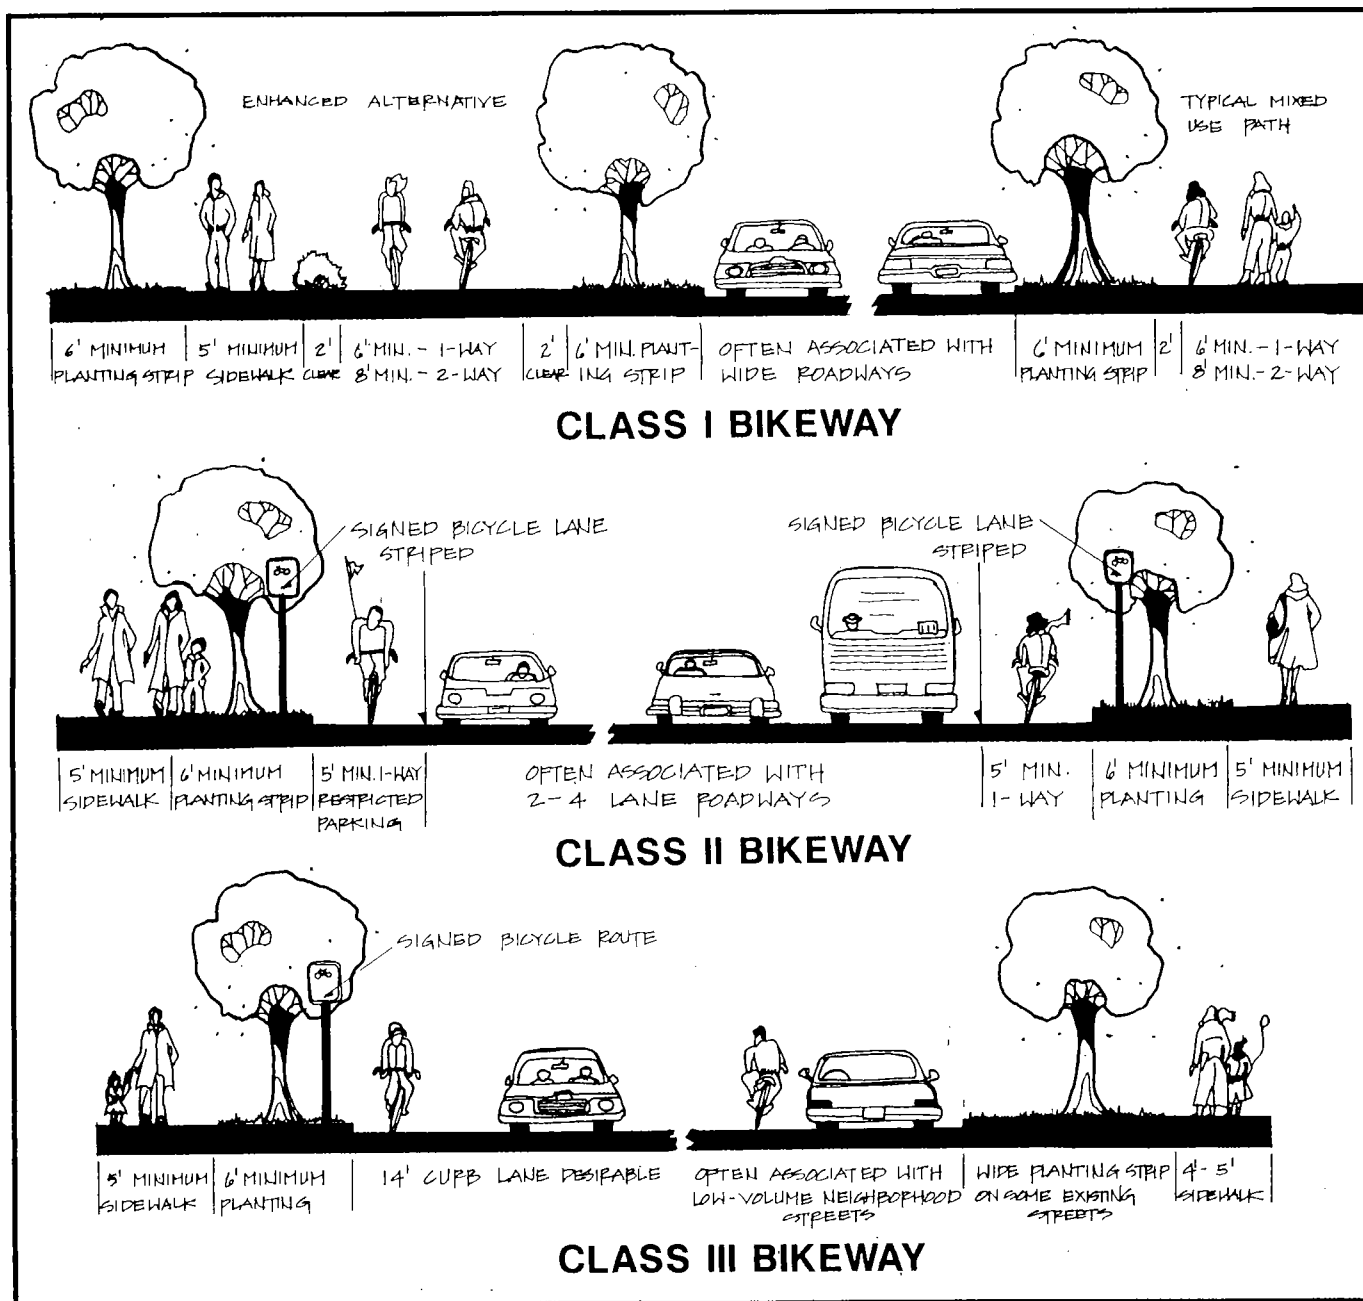 ENHANCED ALTERNATIVE
TYPICAL MIXED
USE PATH
6' MINIMUM
PLANTING STRIP
5' MINIMUM
SIDEWALK
2'
CLEAR
6' MIN. - 1-WAY
8' MIN. - 2-WAY
2'
CLEAR
6' MIN. PLANT-
ING STRIP
OFTEN ASSOCIATED WITH
WIDE ROADWAYS
6' MINIMUM
PLANTING STRIP
2'
6' MIN. - 1-WAY
8' MIN. - 2-WAY
CLASS I BIKEWAY
SIGNED BICYCLE LANE
STRIPED
SIGNED BICYCLE LANE
STRIPED
5' MINIMUM
SIDEWALK
6' MINIMUM
PLANTING STRIP
5' MIN. 1-WAY
RESTRICTED
PARKING
OFTEN ASSOCIATED WITH
2-4 LANE ROADWAYS
5' MIN.
1-WAY
6' MINIMUM
PLANTING
5' MINIMUM
SIDEWALK
CLASS II BIKEWAY
SIGNED BICYCLE ROUTE
5' MINIMUM
SIDEWALK
6' MINIMUM
PLANTING
14' CURB LANE DESIRABLE
OFTEN ASSOCIATED WITH
LOW-VOLUME NEIGHBORHOOD
STREETS
WIDE PLANTING STRIP
ON SOME EXISTING
STREETS
4'-5'
SIDEWALK
CLASS III BIKEWAY